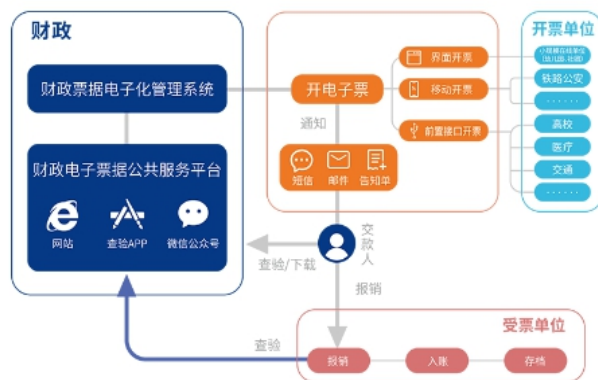 财政
财政票据电子化管理系统
财政电子票据公共服务平台
网站
查验APP
微信公众号
开电子票
通知
短信
邮件
告知单
界面开票
移动开票
前置接口开票
开票单位
铁路公安
······
高校
医疗
交通
······
交款人
查验/下载
报销
查验
受票单位
报销
入账
存档